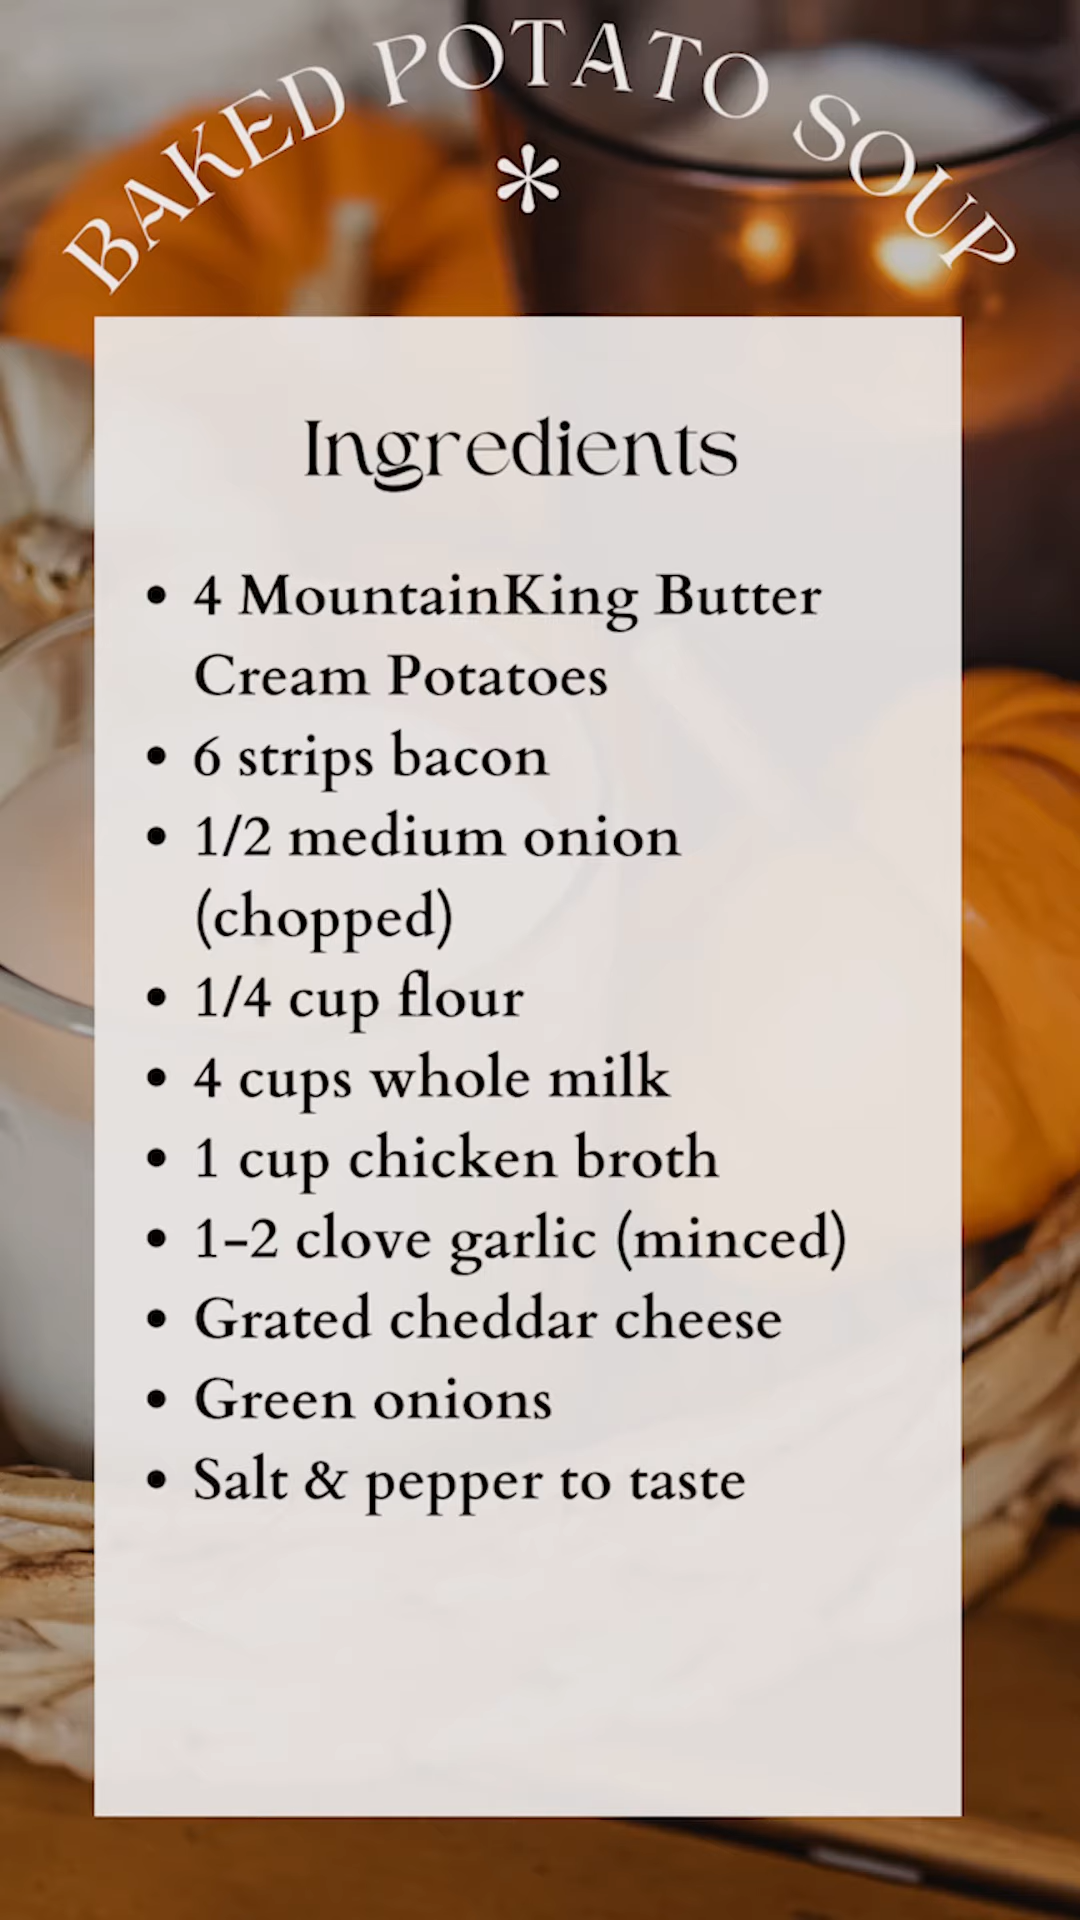 BAKED POTATO SOUP
*
Ingredients
• 4 MountainKing Butter
Cream Potatoes
• 6 strips bacon
• 1/2 medium onion
(chopped)
• 1/4 cup flour
• 4 cups whole milk
• 1 cup chicken broth
• 1-2 clove garlic (minced)
• Grated cheddar cheese
• Green onions
• Salt & pepper to taste